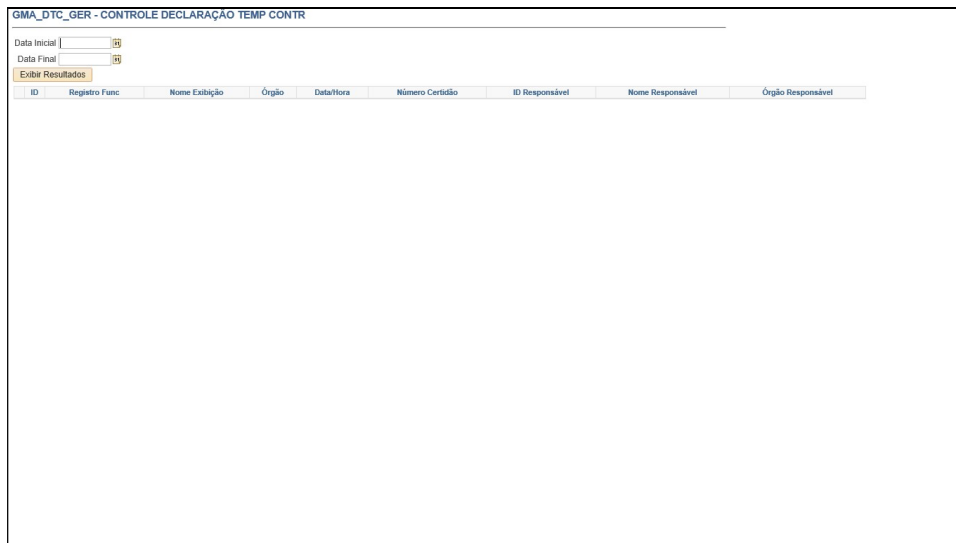 GMA_DTC_GER - CONTROLE DECLARAÇÃO TEMP CONTR
Data Inicial
Data Final
Exibir Resultados
ID Registro Func Nome Exibição Órgão Data/Hora Número Certidão ID Responsável Nome Responsável Órgão Responsável